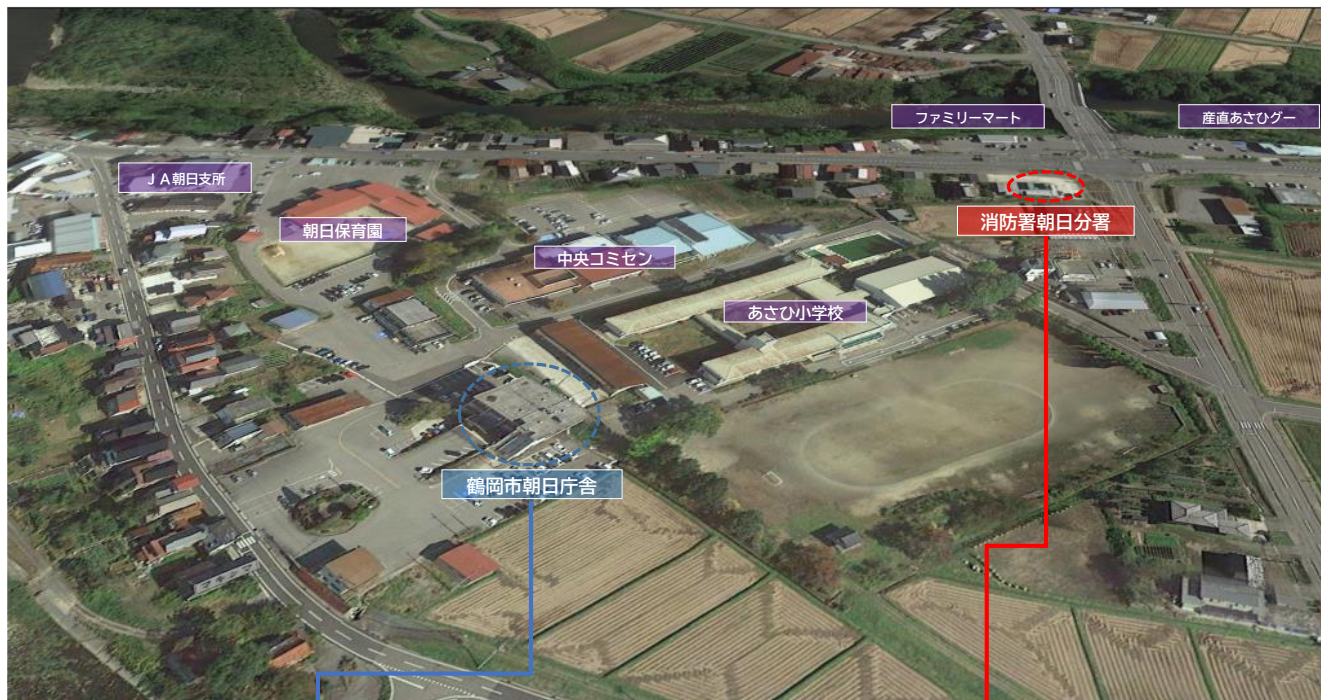 ファミリーマート
産直あさひグー
ＪＡ朝日支所
消防署朝日分署
朝日保育園
中央コミセン
あさひ小学校
鶴岡市朝日庁舎